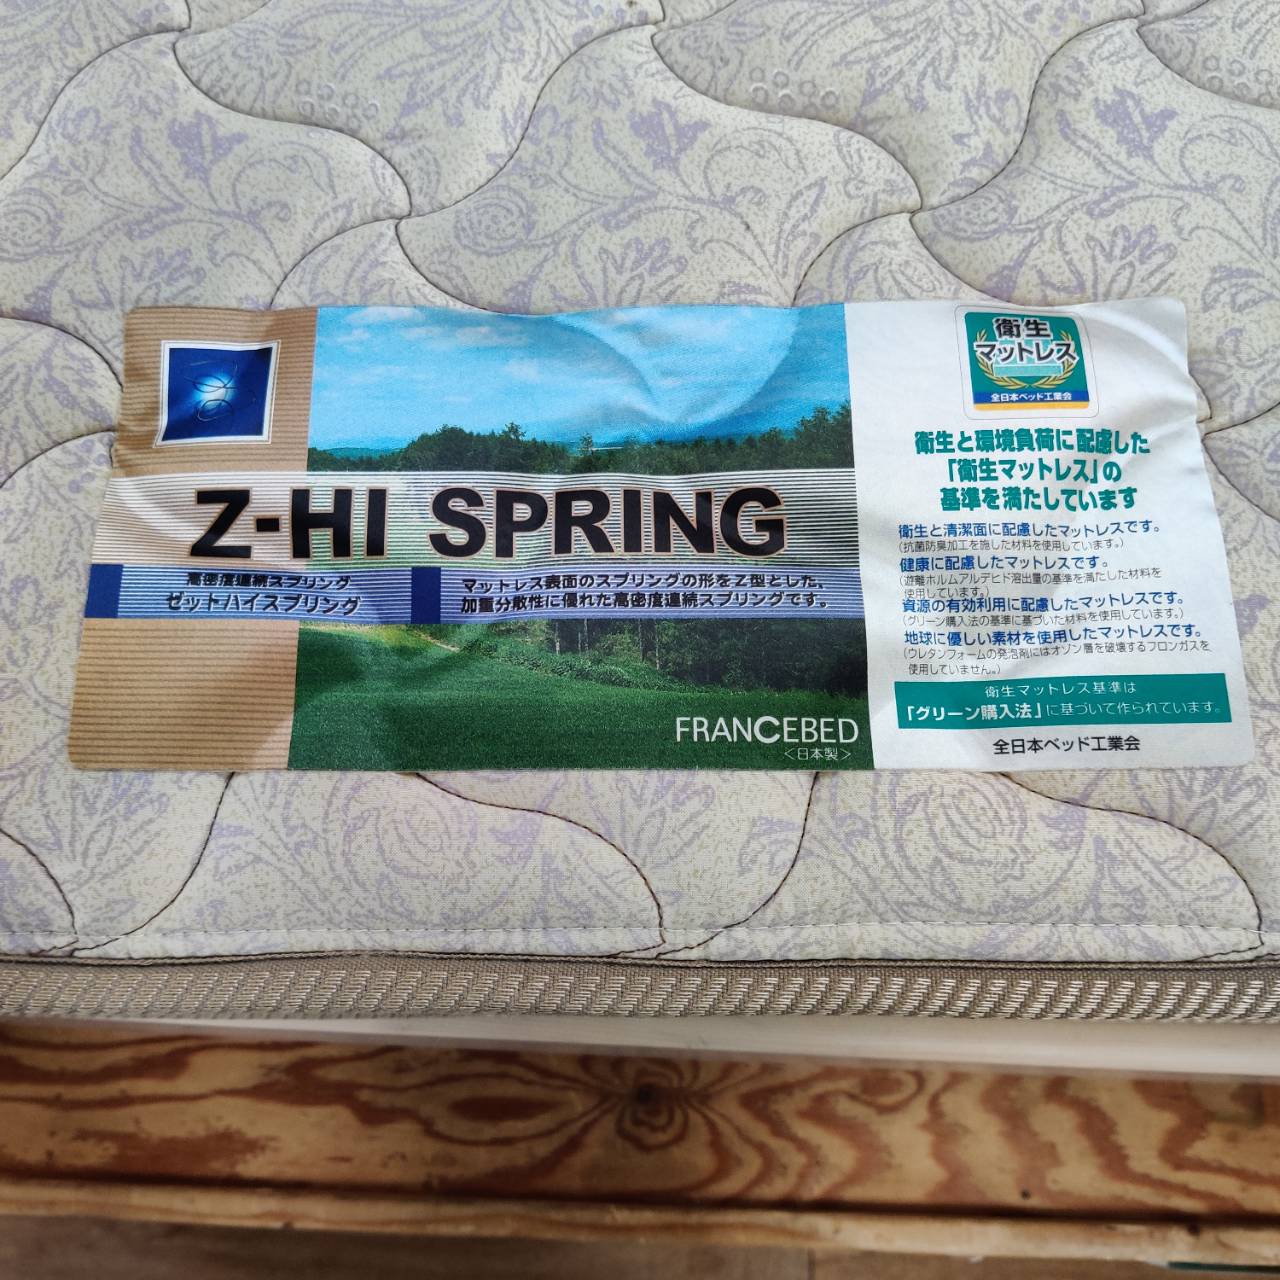 Z-HI SPRING
高密度連続スプリング
ゼットハイスプリング
マットレス表面のスプリングの形をZ型とした、
加重分散性に優れた高密度連続スプリングです。
FRANCEBED
<日本製>
衛生
マットレス
全日本ベッド工業会
衛生と環境負荷に配慮した
「衛生マットレス」の
基準を満たしています
衛生と清潔面に配慮したマットレスです。
(抗菌防臭加工を施した材料を使用しています。)
健康に配慮したマットレスです。
(遊離ホルムアルデヒド溶出量の基準を満たした材料を
使用しています。)
資源の有効利用に配慮したマットレスです。
(グリーン購入法の基準に基づいた材料を使用しています。)
地球に優しい素材を使用したマットレスです。
(ウレタンフォームの発泡剤にはオゾン層を破壊するフロンガスを
使用していません。)
衛生マットレス基準は
「グリーン購入法」に基づいて作られています。
全日本ベッド工業会